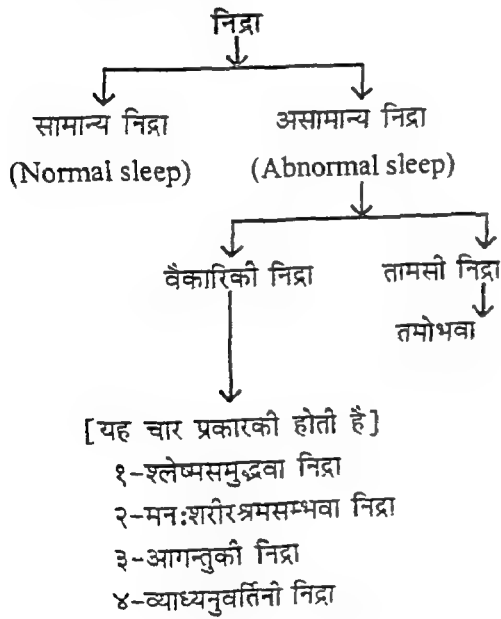 निद्रा
सामान्य निद्रा असामान्य निद्रा
(Normal sleep) (Abnormal sleep)
वैकारिकी निद्रा तामसी निद्रा
तमोभवा
[यह चार प्रकारकी होती है]
१-श्लेष्मसमुद्भवा निद्रा
२-मन:शरीरश्रमसम्भवा निद्रा
३-आगन्तुकी निद्रा
४-व्याध्यनुवर्तिनी निद्रा